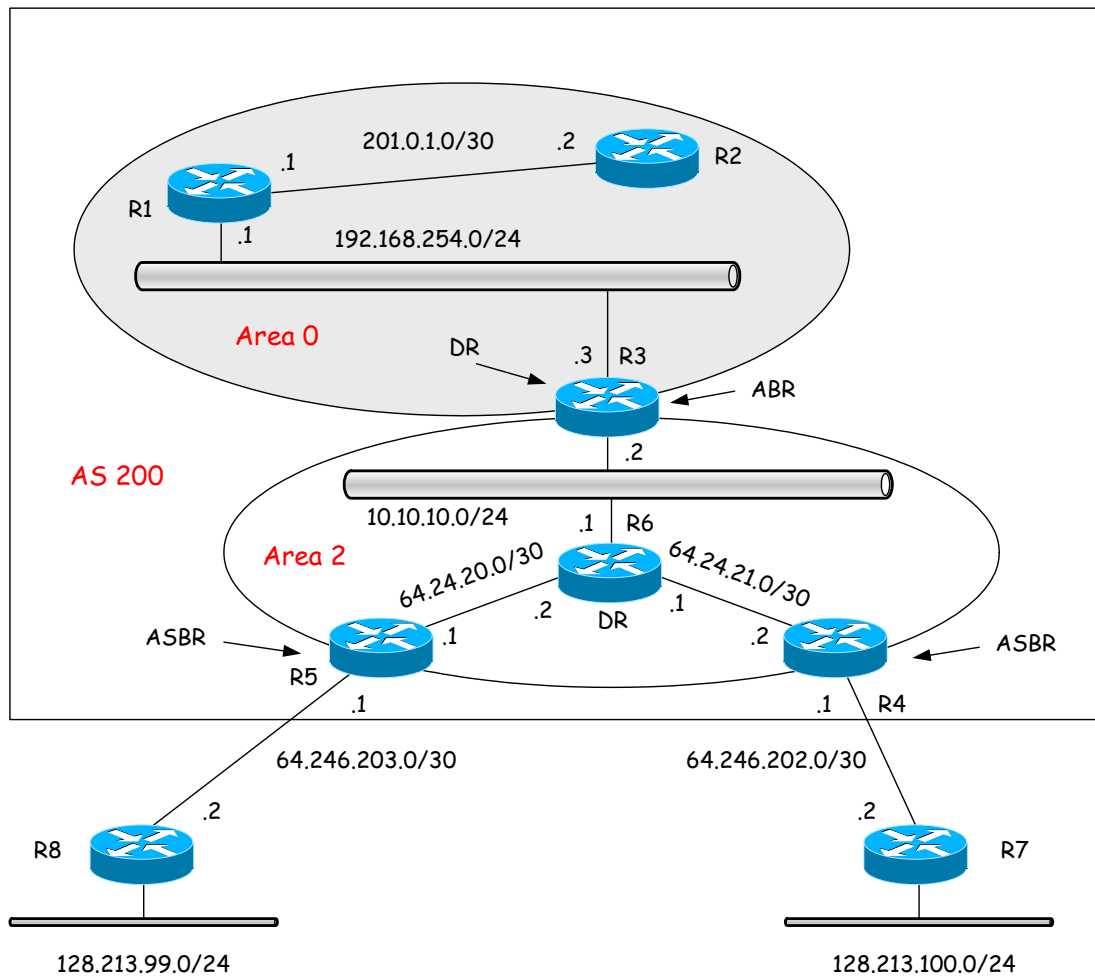 201.0.1.0/30
.2
R2
.1
R1
.1
192.168.254.0/24
Area 0
DR
.3
R3
ABR
.2
AS 200
10.10.10.0/24
.1
R6
Area 2
64.24.20.0/30
64.24.21.0/30
.2
DR
.1
.1
.2
ASBR
ASBR
R5
R4
.1
.1
64.246.203.0/30
64.246.202.0/30
.2
.2
R8
R7
128.213.99.0/24
128.213.100.0/24